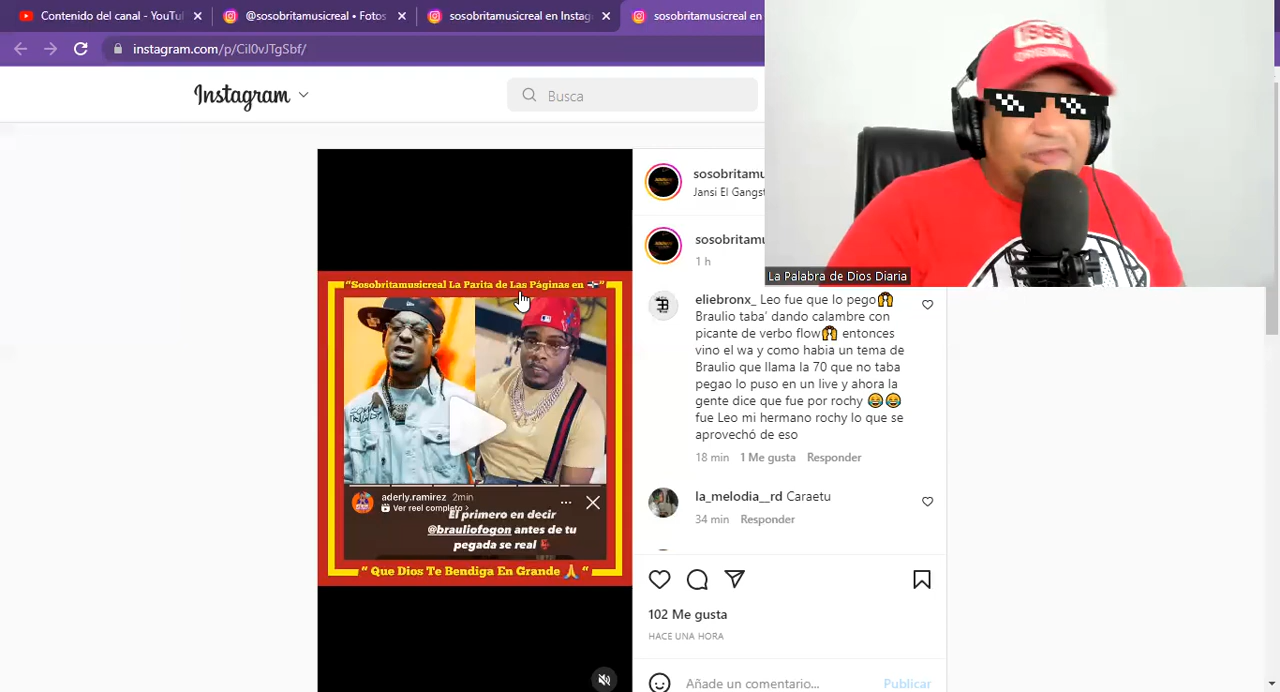 Contenido del canal - YouTu
@sosobritamusicreal • Fotos
sosobritamusicreal en Instag
sosobritamusicreal en
instagram.com/p/Cil0vJTgSbf/
Instagram
Busca
1985
ORIGINAL
La Palabra de Dios Diaria
"Sosobritamusicreal La Parita de Las Páginas en "
aderly.ramirez 2min
Ver reel completo >
El primero en decir
@brauliofogon antes de tu
pegada se real
" Que Dios Te Bendiga En Grande "
sosobritamu
Jansi El Gangst
sosobritamu
1 h
eliebronx_ Leo fue que lo pego
Braulio taba' dando calambre con
picante de verbo flow entonces
vino el wa y como habia un tema de
Braulio que llama la 70 que no taba
pegao lo puso en un live y ahora la
gente dice que fue por rochy
fue Leo mi hermano rochy lo que se
aprovechó de eso
18 min 1 Me gusta Responder
la_melodia__rd Caraetu
34 min Responder
102 Me gusta
HACE UNA HORA
Añade un comentario...
Publicar